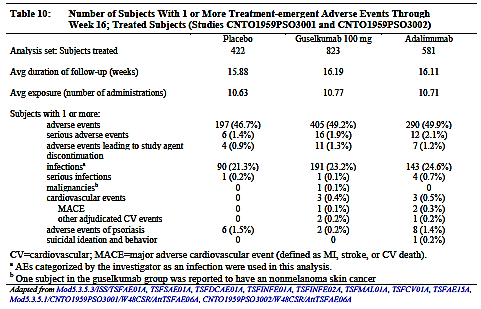 Table 10: Number of Subjects With 1 or More Treatment-emergent Adverse Events Through
Week 16; Treated Subjects (Studies CNTO1959PSO3001 and CNTO1959PSO3002)
Placebo Guselkumab 100 mg Adalimumab
Analysis set: Subjects treated 422 823 581
Avg duration of follow-up (weeks) 15.88 16.19 16.11
Avg exposure (number of administrations) 10.63 10.77 10.71
Subjects with 1 or more:
adverse events 197 (46.7%) 405 (49.2%) 290 (49.9%)
serious adverse events 6 (1.4%) 16 (1.9%) 12 (2.1%)
adverse events leading to study agent 4 (0.9%) 11 (1.3%) 7 (1.2%)
discontinuation
infectionsᵃ 90 (21.3%) 191 (23.2%) 143 (24.6%)
serious infections 1 (0.2%) 1 (0.1%) 4 (0.7%)
malignanciesᵇ 0 1 (0.1%) 0
cardiovascular events 0 3 (0.4%) 3 (0.5%)
MACE 0 1 (0.1%) 2 (0.3%)
other adjudicated CV events 0 2 (0.2%) 1 (0.2%)
adverse events of psoriasis 6 (1.5%) 2 (0.2%) 8 (1.4%)
suicidal ideation and behavior 0 0 1 (0.2%)
CV=cardiovascular; MACE=major adverse cardiovascular event (defined as MI, stroke, or CV death).
ᵃ AEs categorized by the investigator as an infection were used in this analysis.
ᵇ One subject in the guselkumab group was reported to have an nonmelanoma skin cancer
Adapted from Mod5.3.5.3/ISS/TSFAE01A, TSFSAE01A, TSFDCAE01A, TSFINFE01A, TSFINFE02A, TSFMAL01A, TSFCV01A, TSFAE15A,
Mod5.3.5.1/CNTO1959PSO3001/W48CSR/AttTSFAE06A, CNTO1959PSO3002/W48CSR/AttTSFAE06A